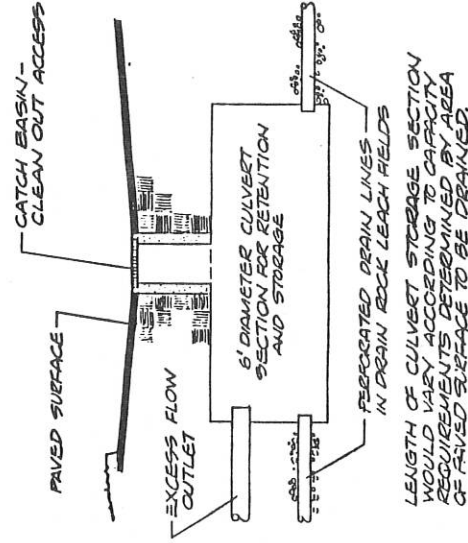 CATCH BASIN-
CLEAN OUT ACCESS
PAVED SURFACE
EXCESS FLOW
OUTLET
6' DIAMETER CULVERT
SECTION FOR RETENTION
AND STORAGE
PERFORATED DRAIN LINES
IN DRAIN ROCK LEACH FIELDS
LENGTH OF CULVERT STORAGE SECTION
WOULD VARY ACCORDING TO CAPACITY
REQUIREMENTS DETERMINED BY AREA
OF PAVED SURFACE TO BE DRAINED.